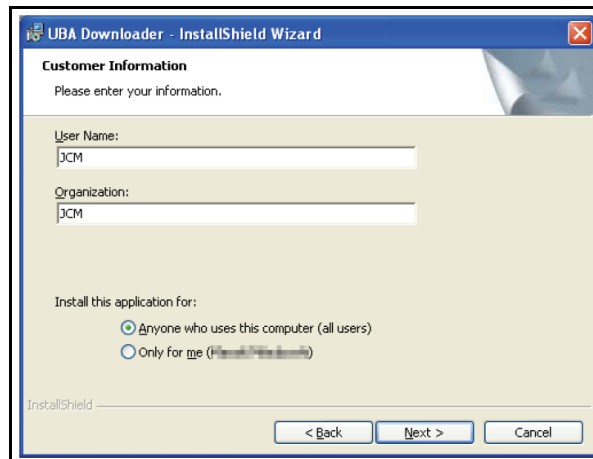 UBA Downloader - InstallShield Wizard
Customer Information
Please enter your information.
User Name:
JCM
Organization:
JCM
Install this application for:
Anyone who uses this computer (all users)
Only for me (
InstallShield
< Back Next > Cancel